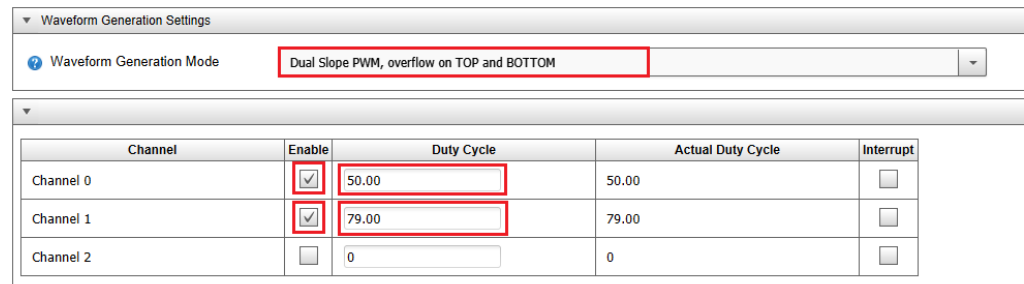 Waveform Generation Settings
Waveform Generation Mode Dual Slope PWM, overflow on TOP and BOTTOM
Channel Enable Duty Cycle Actual Duty Cycle Interrupt
Channel 0 50.00 50.00
Channel 1 79.00 79.00
Channel 2 0 0